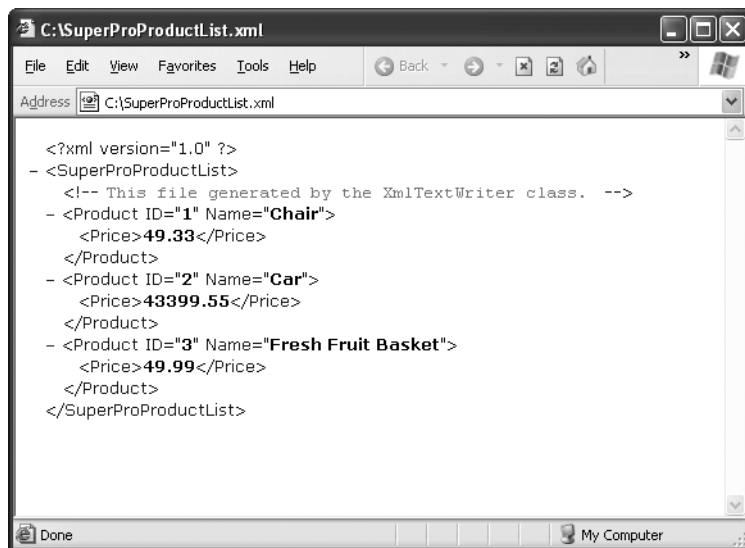 C:\SuperProProductList.xml
File Edit View Favorites Tools Help Back »
Address C:\SuperProProductList.xml
<?xml version="1.0" ?>
– <SuperProProductList>
<!-- This file generated by the XmlTextWriter class. -->
– <Product ID="1" Name="Chair">
<Price>49.33</Price>
</Product>
– <Product ID="2" Name="Car">
<Price>43399.55</Price>
</Product>
– <Product ID="3" Name="Fresh Fruit Basket">
<Price>49.99</Price>
</Product>
</SuperProProductList>
Done My Computer